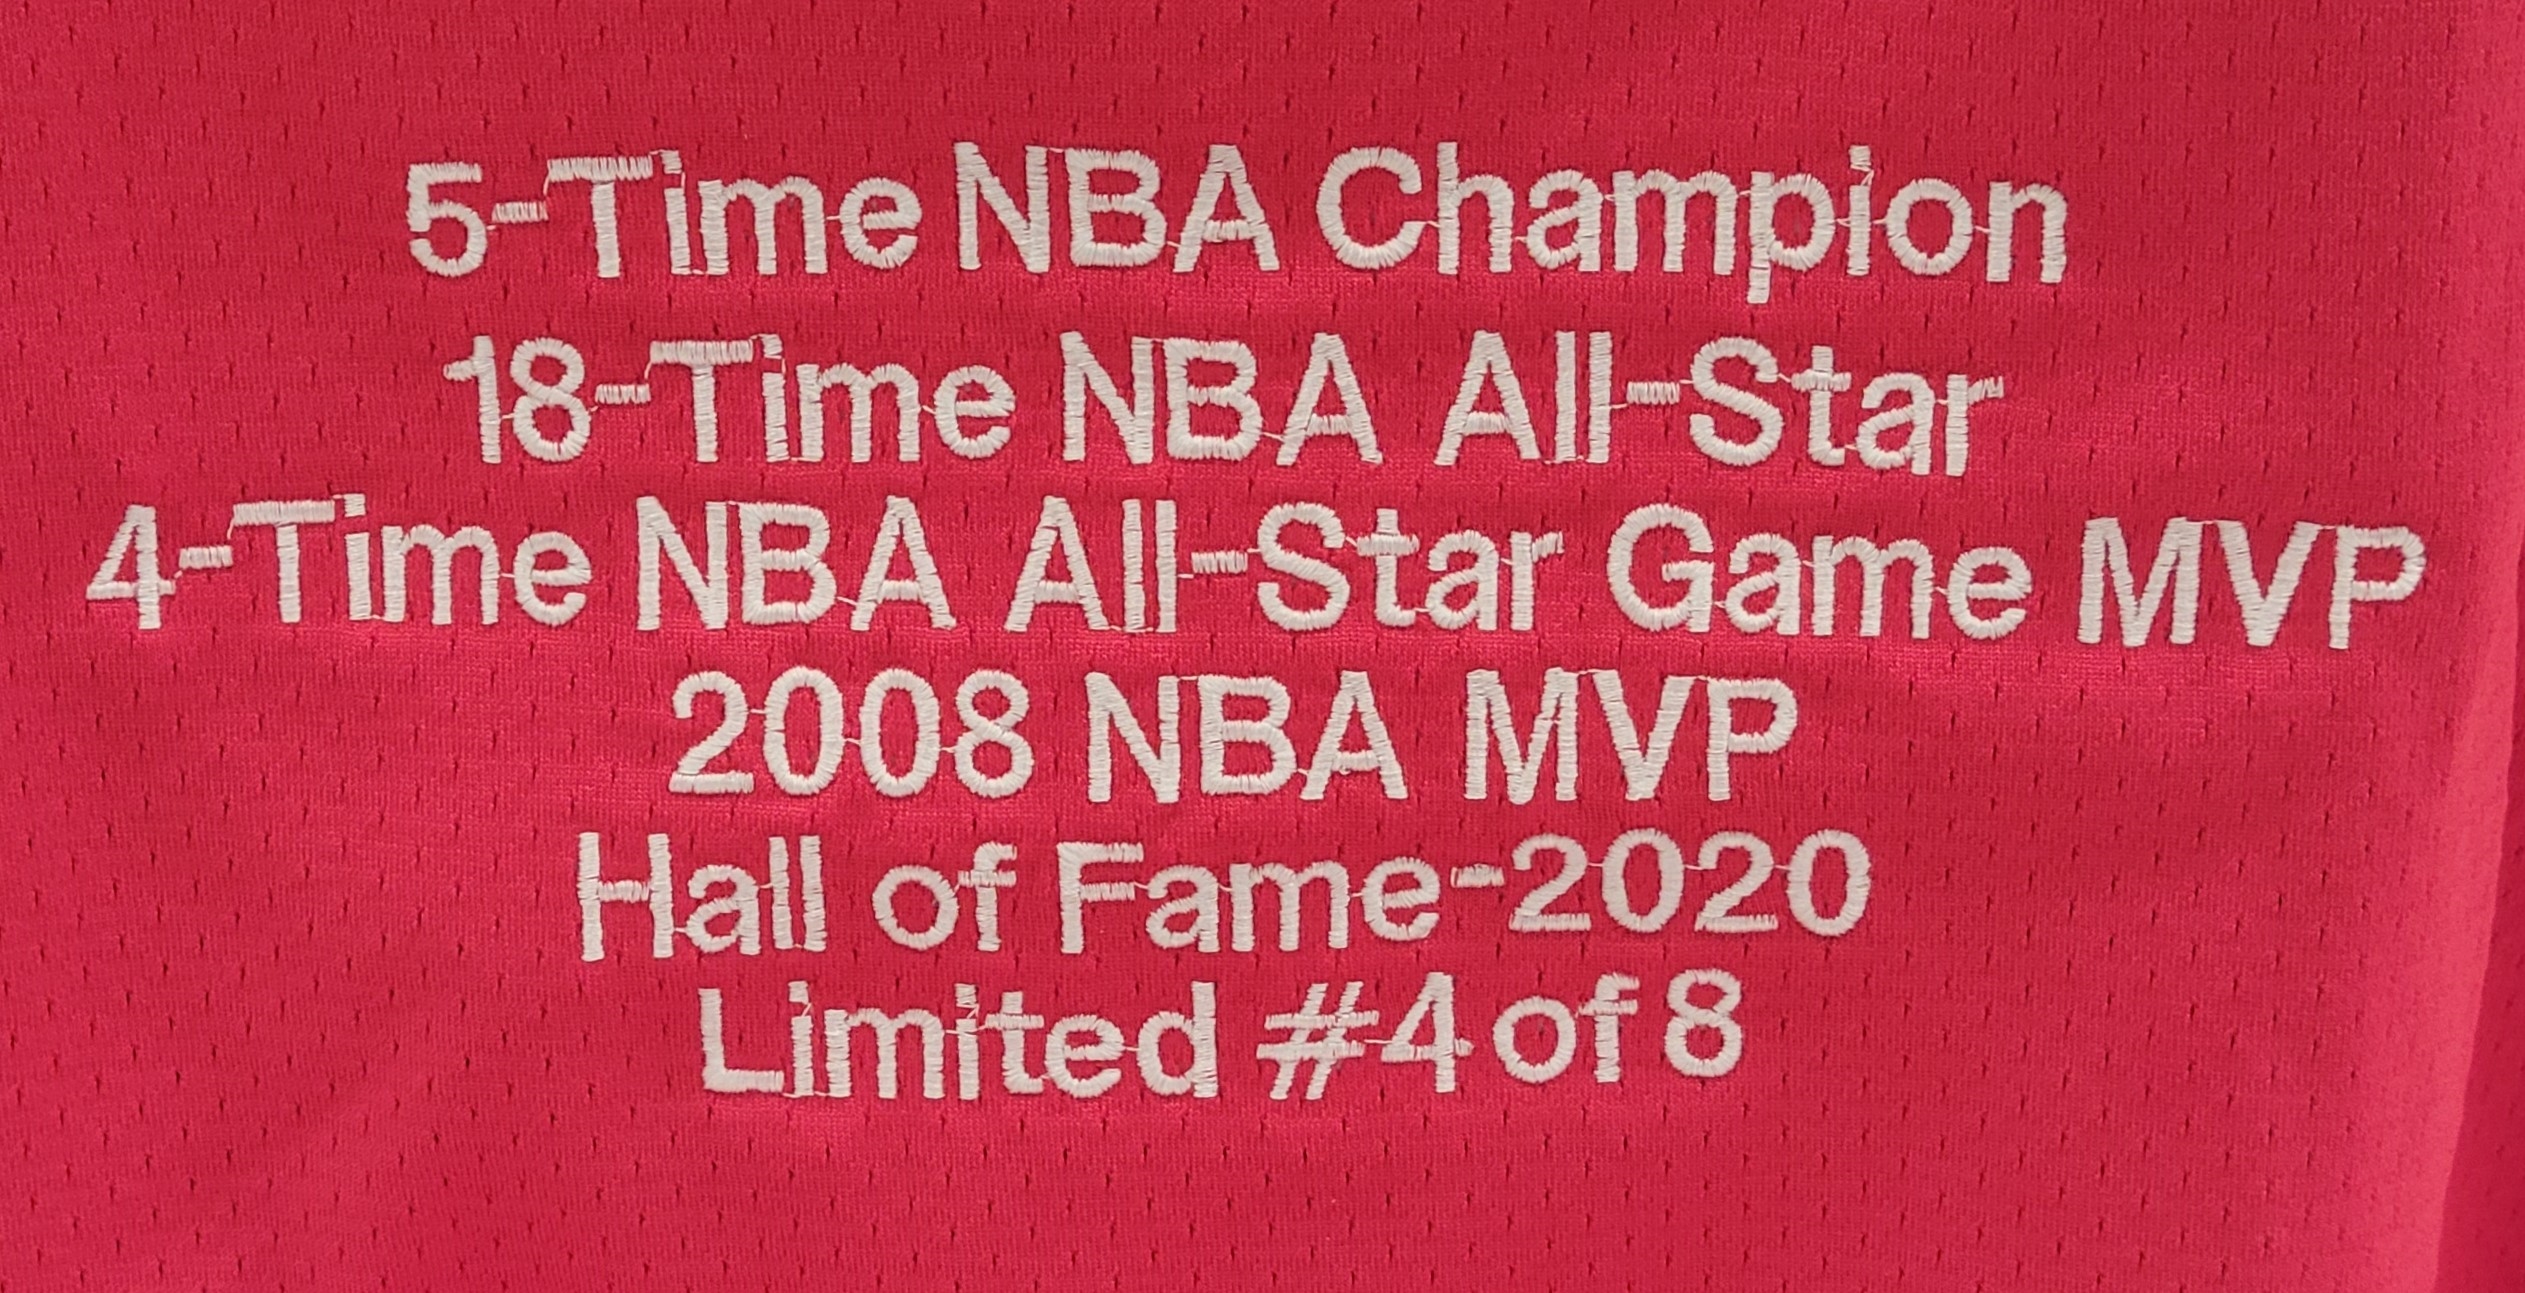 5-Time NBA Champion
18-Time NBA All-Star
4-Time NBA All-Star Game MVP
2008 NBA MVP
Hall of Fame-2020
Limited #4 of 8